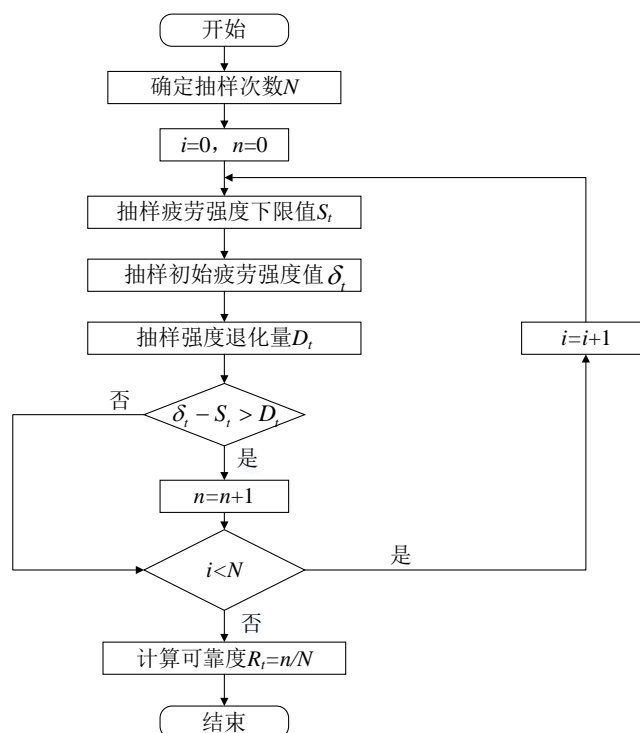 开始
确定抽样次数N
i=0，n=0
抽样疲劳强度下限值Sₜ
抽样初始疲劳强度值δₜ
抽样强度退化量Dₜ
i=i+1
否
δₜ − Sₜ > Dₜ
是
n=n+1
i<N
是
否
计算可靠度Rₜ=n/N
结束